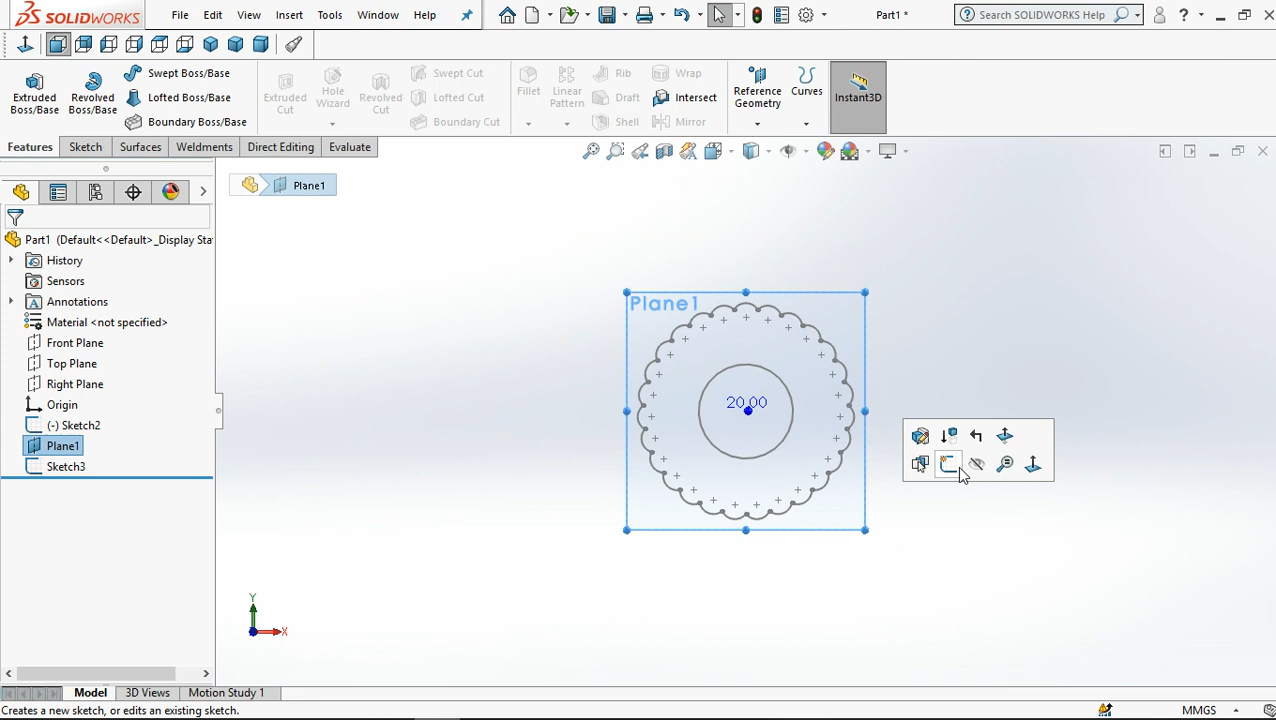 SOLIDWORKS File Edit View Insert Tools Window Help Part1 * Search SOLIDWORKS Help ?
Extruded Boss/Base
Revolved Boss/Base
Swept Boss/Base
Lofted Boss/Base
Boundary Boss/Base
Extruded Cut
Hole Wizard
Revolved Cut
Swept Cut
Lofted Cut
Boundary Cut
Fillet
Linear Pattern
Rib
Draft
Shell
Wrap
Intersect
Mirror
Reference Geometry
Curves
Instant3D
Features Sketch Surfaces Weldments Direct Editing Evaluate
Plane1
Part1 (Default<<Default>_Display Sta
History
Sensors
Annotations
Material <not specified>
Front Plane
Top Plane
Right Plane
Origin
(-) Sketch2
Plane1
Sketch3
Plane1
20.00
Y
X
Model 3D Views Motion Study 1
Creates a new sketch, or edits an existing sketch. MMGS